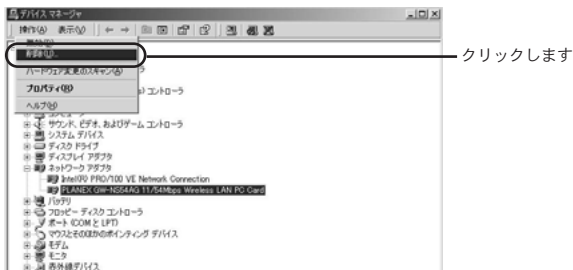 デバイス マネージャ
操作(A) 表示(V)
削除(U)...
クリックします
ハードウェア変更のスキャン(A)
プロパティ(R)
コントローラ
ヘルプ(H)
サウンド、ビデオ、およびゲーム コントローラ
システム デバイス
ディスク ドライブ
ディスプレイ アダプタ
ネットワーク アダプタ
Intel(R) PRO/100 VE Network Connection
PLANEX GW-NS54AG 11/54Mbps Wireless LAN PC Card
バッテリ
フロッピー ディスク コントローラ
ポート (COM と LPT)
マウスとそのほかのポインティング デバイス
モデム
モニタ
赤外線デバイス